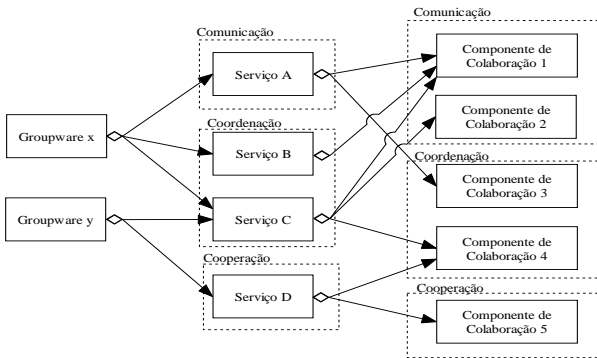 Comunicação
Groupware x
Groupware y
Comunicação
Serviço A
Coordenação
Serviço B
Serviço C
Cooperação
Serviço D
Componente de
Colaboração 1
Componente de
Colaboração 2
Coordenação
Componente de
Colaboração 3
Componente de
Colaboração 4
Cooperação
Componente de
Colaboração 5